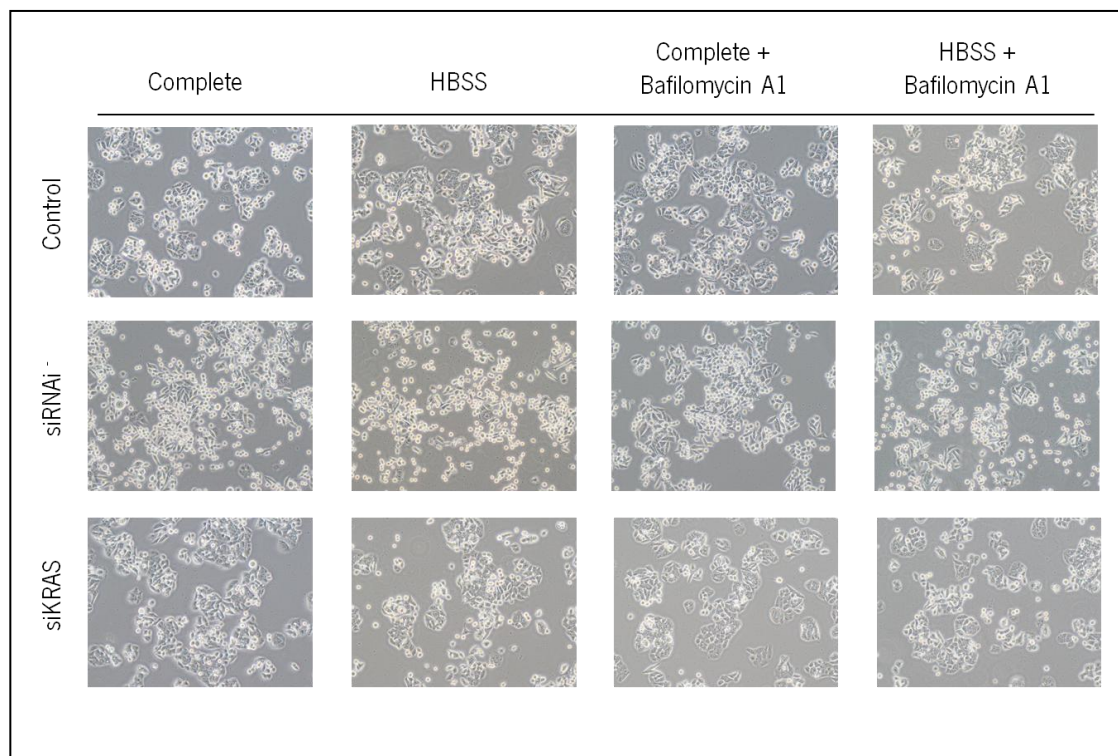 Complete
HBSS
Complete +
Bafilomycin A1
HBSS +
Bafilomycin A1
Control
siRNAi -
siKRAS